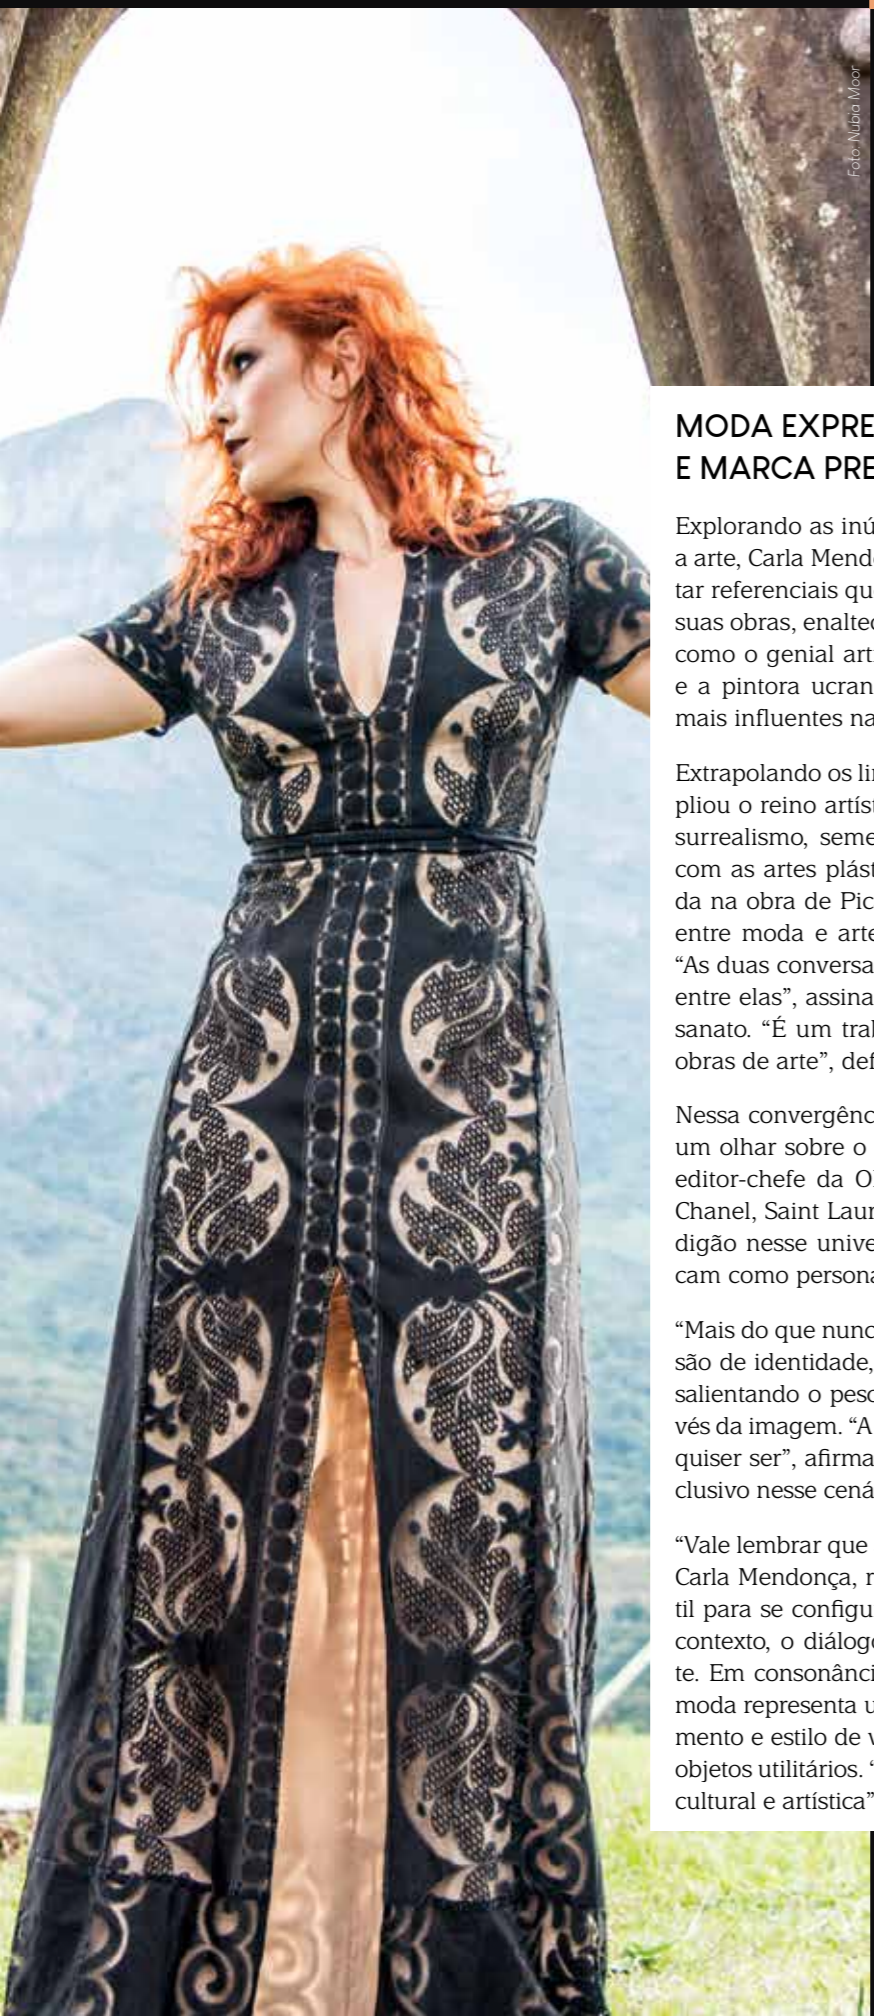 Foto: Nubia Moor
MODA EXPRE
E MARCA PRE
Explorando as inú
a arte, Carla Mend
tar referenciais qu
suas obras, enaltec
como o genial art
e a pintora ucran
mais influentes na
Extrapolando os li
pliou o reino artíst
surrealismo, seme
com as artes plást
da na obra de Pic
entre moda e arte
“As duas conversa
entre elas”, assina
sanato. “É um tral
obras de arte”, def
Nessa convergênc
um olhar sobre o
editor-chefe da O
Chanel, Saint Laur
digão nesse unive
cam como persona
“Mais do que nunc
são de identidade,
salientando o peso
vés da imagem. “A
quiser ser”, afirma
clusivo nesse cená
“Vale lembrar que
Carla Mendonça, r
til para se configu
contexto, o diálogo
te. Em consonânci
moda representa u
mento e estilo de v
objetos utilitários. “
cultural e artística”